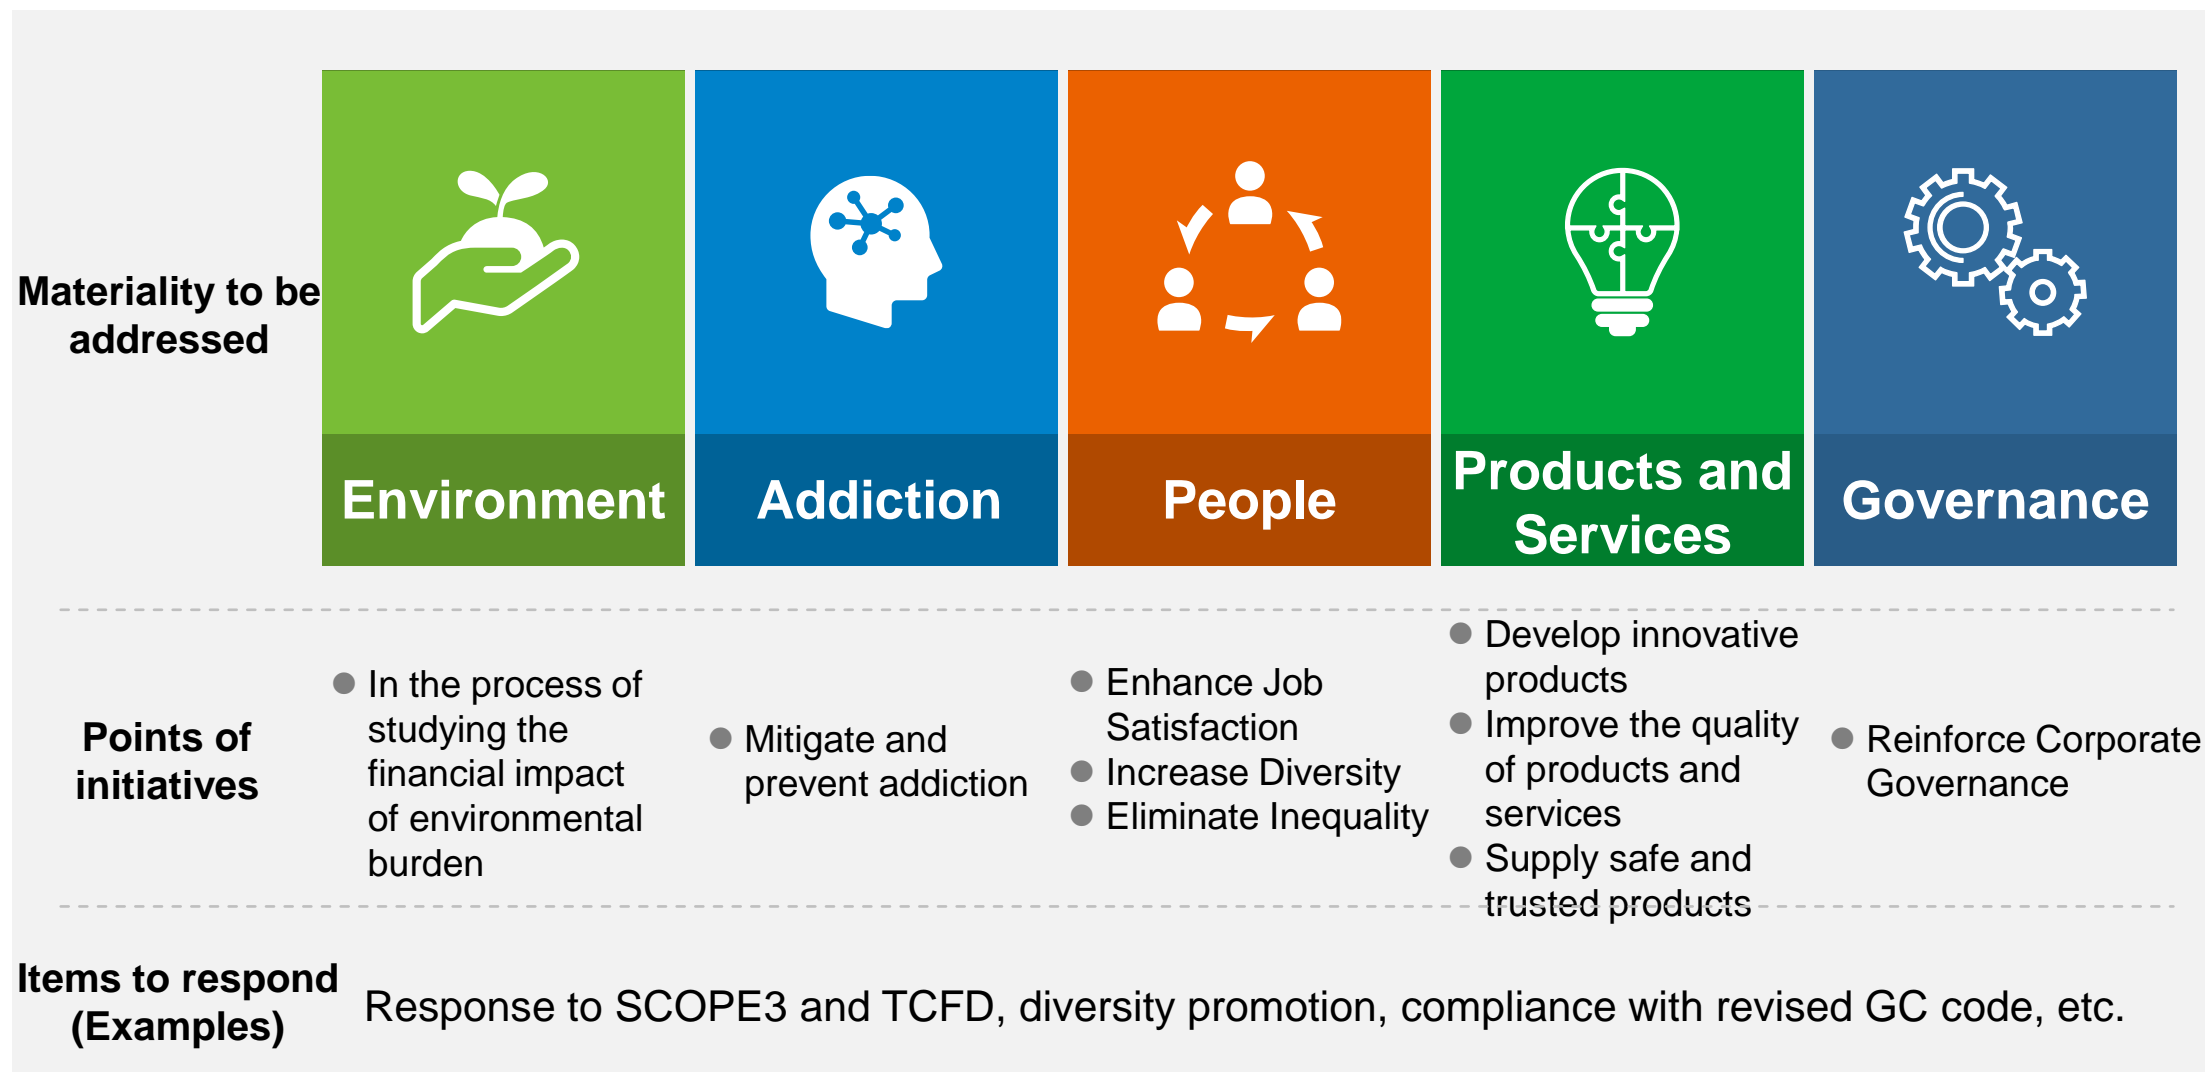 Materiality to be
addressed
Environment
Addiction
People
Products and
Services
Governance
Points of
initiatives
In the process of
studying the
financial impact
of environmental
burden
Mitigate and
prevent addiction
Enhance Job
Satisfaction
Increase Diversity
Eliminate Inequality
Develop innovative
products
Improve the quality
of products and
services
Supply safe and
trusted products
Reinforce Corporate
Governance
Items to respond
(Examples)
Response to SCOPE3 and TCFD, diversity promotion, compliance with revised GC code, etc.